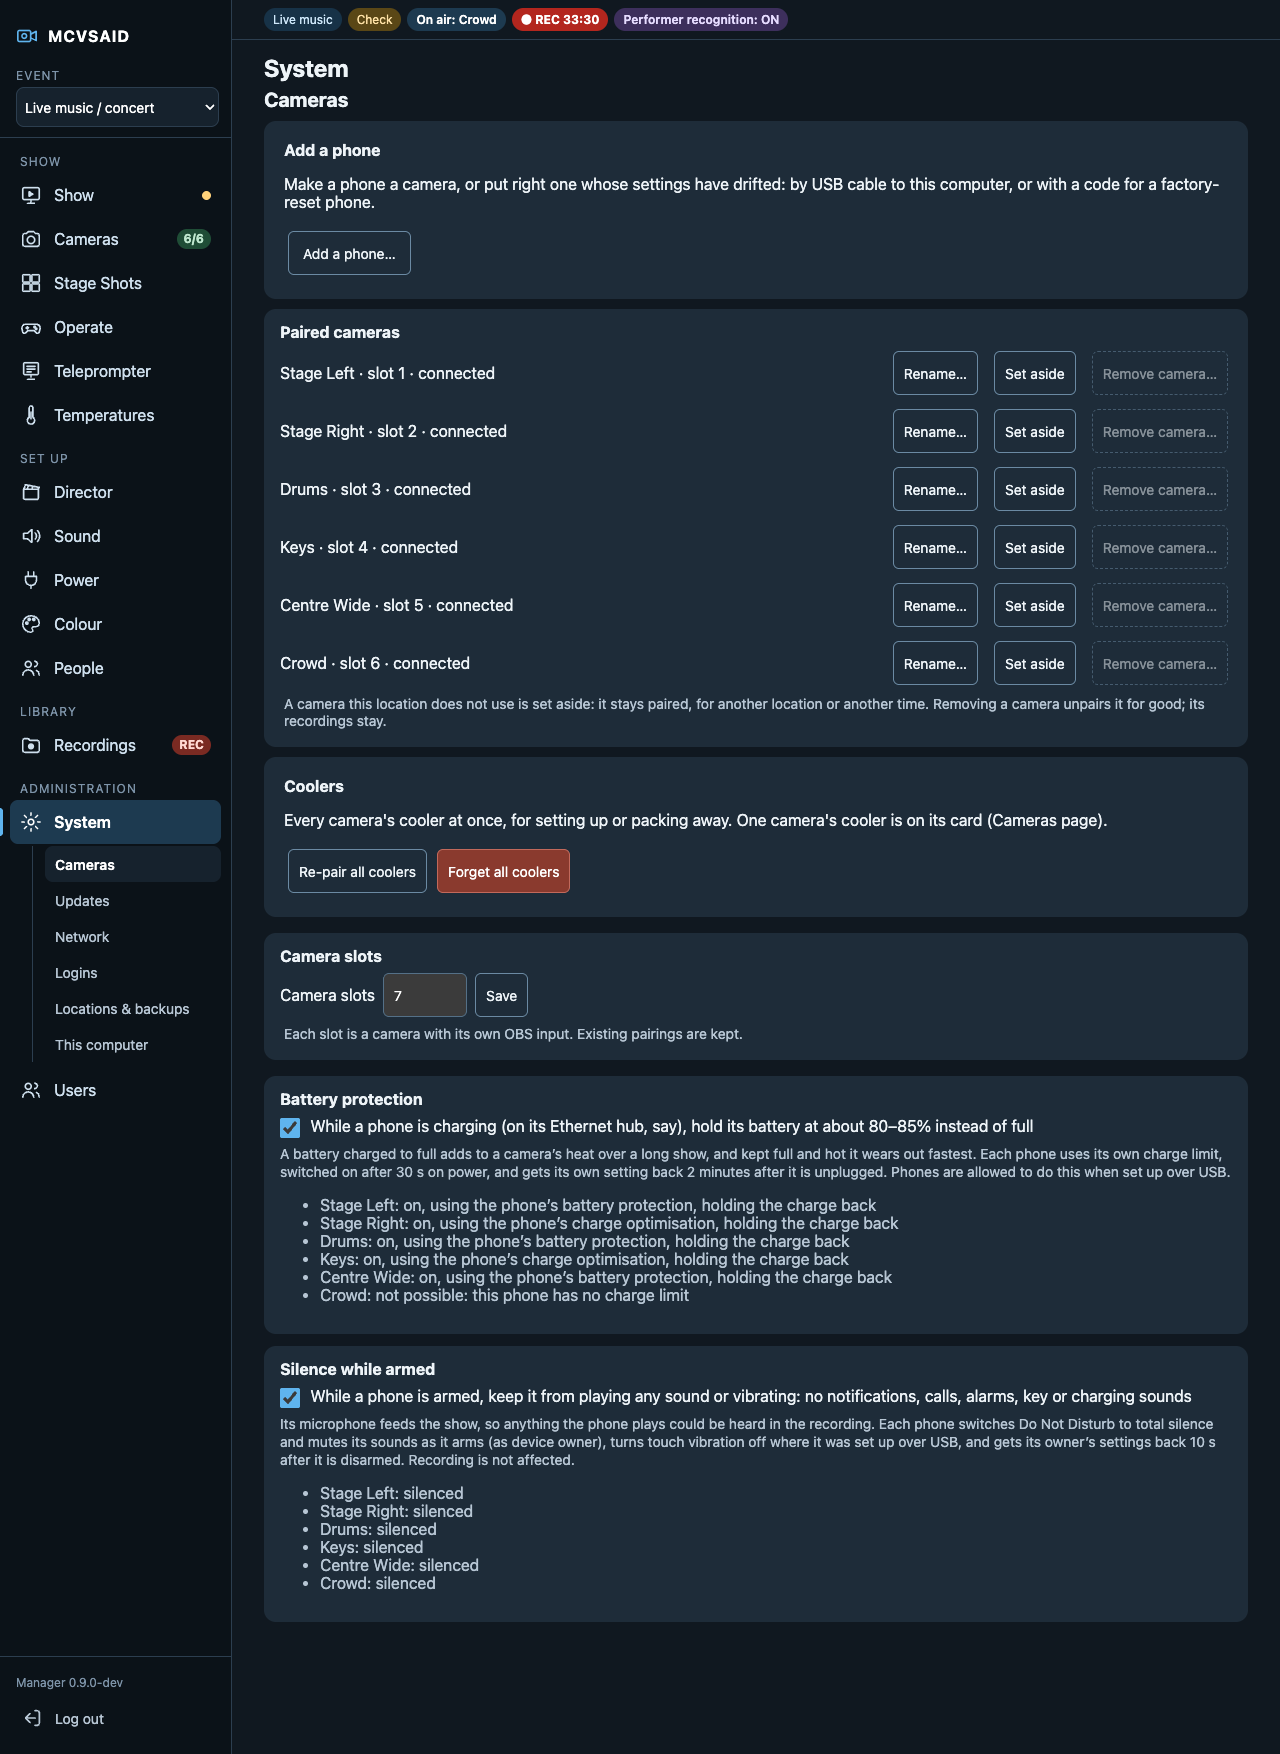 MCVSAID
EVENT
Live music / concert
SHOW
Show
Cameras
6/6
Stage Shots
Operate
Teleprompter
Temperatures
SET UP
Director
Sound
Power
Colour
People
LIBRARY
Recordings
REC
ADMINISTRATION
System
Cameras
Updates
Network
Logins
Locations & backups
This computer
Users
Manager 0.9.0-dev
Log out
Live music
Check
On air: Crowd
REC 33:30
Performer recognition: ON
System
Cameras
Add a phone
Make a phone a camera, or put right one whose settings have drifted: by USB cable to this computer, or with a code for a factory-
reset phone.
Add a phone...
Paired cameras
Stage Left · slot 1 · connected
Rename...
Set aside
Remove camera...
Stage Right · slot 2 · connected
Rename...
Set aside
Remove camera...
Drums · slot 3 · connected
Rename...
Set aside
Remove camera...
Keys · slot 4 · connected
Rename...
Set aside
Remove camera...
Centre Wide · slot 5 · connected
Rename...
Set aside
Remove camera...
Crowd · slot 6 · connected
Rename...
Set aside
Remove camera...
A camera this location does not use is set aside: it stays paired, for another location or another time. Removing a camera unpairs it for good; its
recordings stay.
Coolers
Every camera's cooler at once, for setting up or packing away. One camera's cooler is on its card (Cameras page).
Re-pair all coolers
Forget all coolers
Camera slots
Camera slots
7
Save
Each slot is a camera with its own OBS input. Existing pairings are kept.
Battery protection
While a phone is charging (on its Ethernet hub, say), hold its battery at about 80–85% instead of full
A battery charged to full adds to a camera’s heat over a long show, and kept full and hot it wears out fastest. Each phone uses its own charge limit,
switched on after 30 s on power, and gets its own setting back 2 minutes after it is unplugged. Phones are allowed to do this when set up over USB.
• Stage Left: on, using the phone’s battery protection, holding the charge back
• Stage Right: on, using the phone’s charge optimisation, holding the charge back
• Drums: on, using the phone’s battery protection, holding the charge back
• Keys: on, using the phone’s charge optimisation, holding the charge back
• Centre Wide: on, using the phone’s battery protection, holding the charge back
• Crowd: not possible: this phone has no charge limit
Silence while armed
While a phone is armed, keep it from playing any sound or vibrating: no notifications, calls, alarms, key or charging sounds
Its microphone feeds the show, so anything the phone plays could be heard in the recording. Each phone switches Do Not Disturb to total silence
and mutes its sounds as it arms (as device owner), turns touch vibration off where it was set up over USB, and gets its owner’s settings back 10 s
after it is disarmed. Recording is not affected.
• Stage Left: silenced
• Stage Right: silenced
• Drums: silenced
• Keys: silenced
• Centre Wide: silenced
• Crowd: silenced